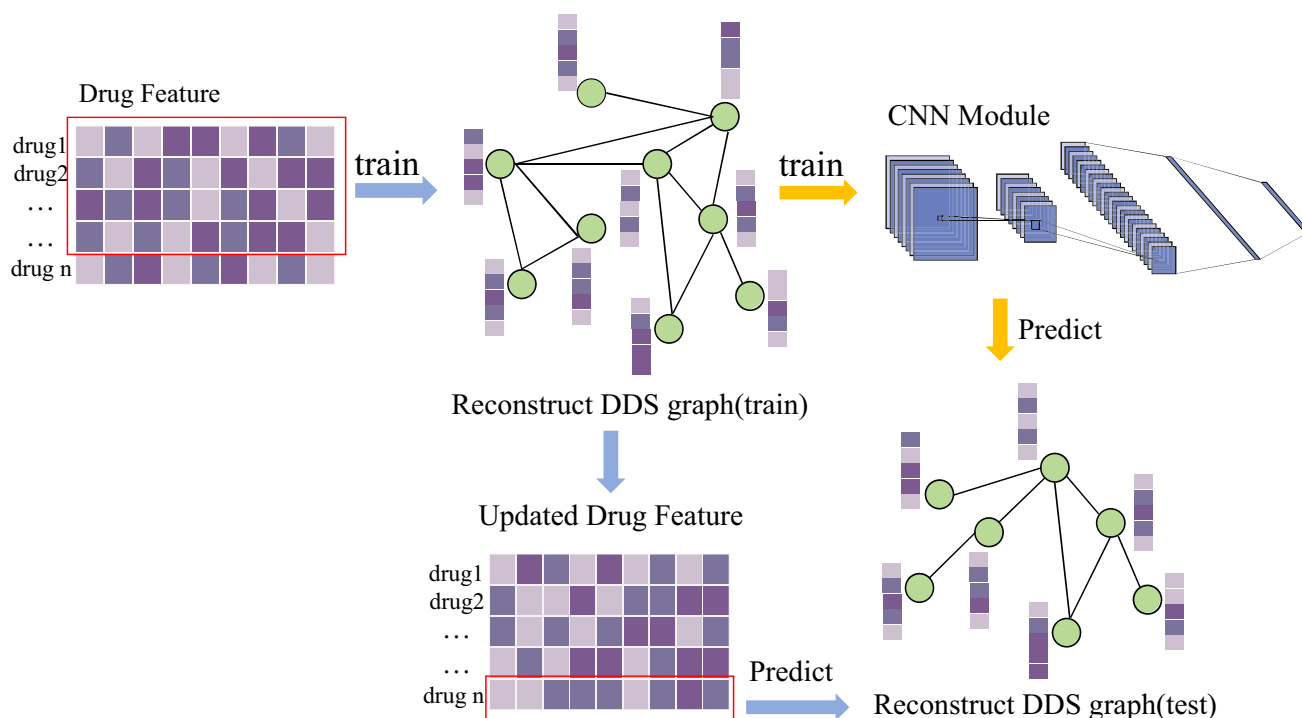 Drug Feature
drug1
drug2
...
...
drug n
train
Reconstruct DDS graph(train)
train
CNN Module
Predict
Updated Drug Feature
drug1
drug2
...
...
drug n
Predict
Reconstruct DDS graph(test)